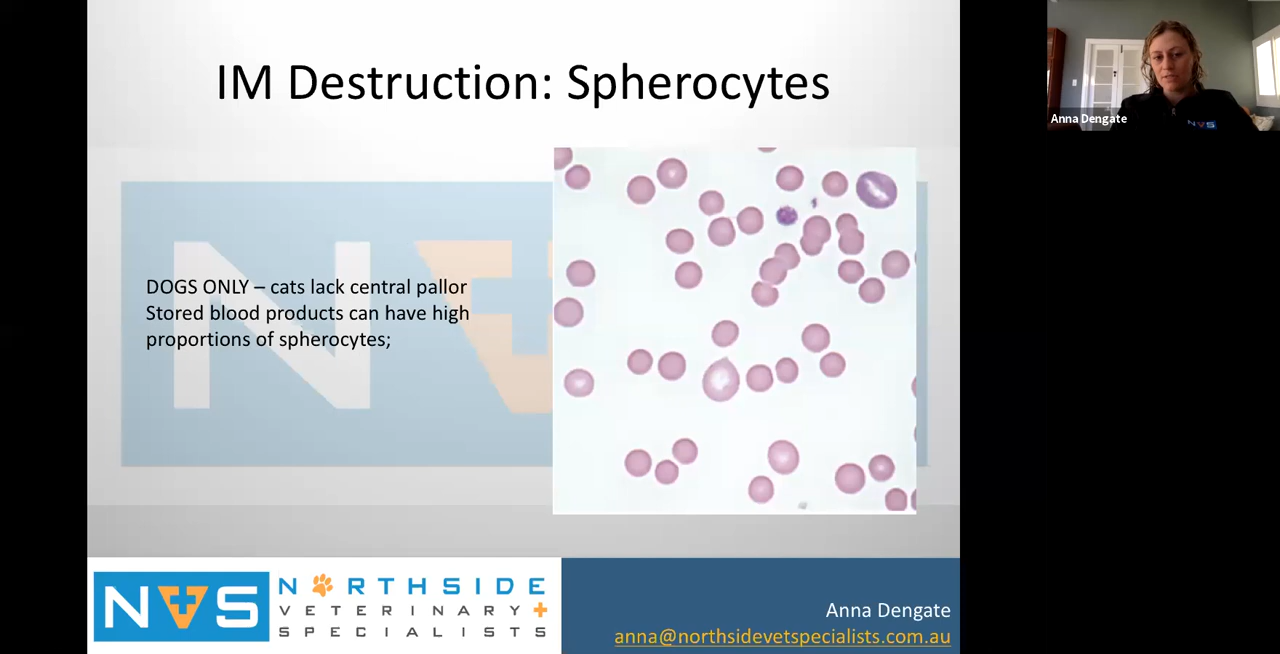 IM Destruction: Spherocytes
DOGS ONLY – cats lack central pallor
Stored blood products can have high
proportions of spherocytes;
NVS NORTHSIDE
VETERINARY
SPECIALISTS
Anna Dengate
anna@northsidevetspecialists.com.au
Anna Dengate
NVS